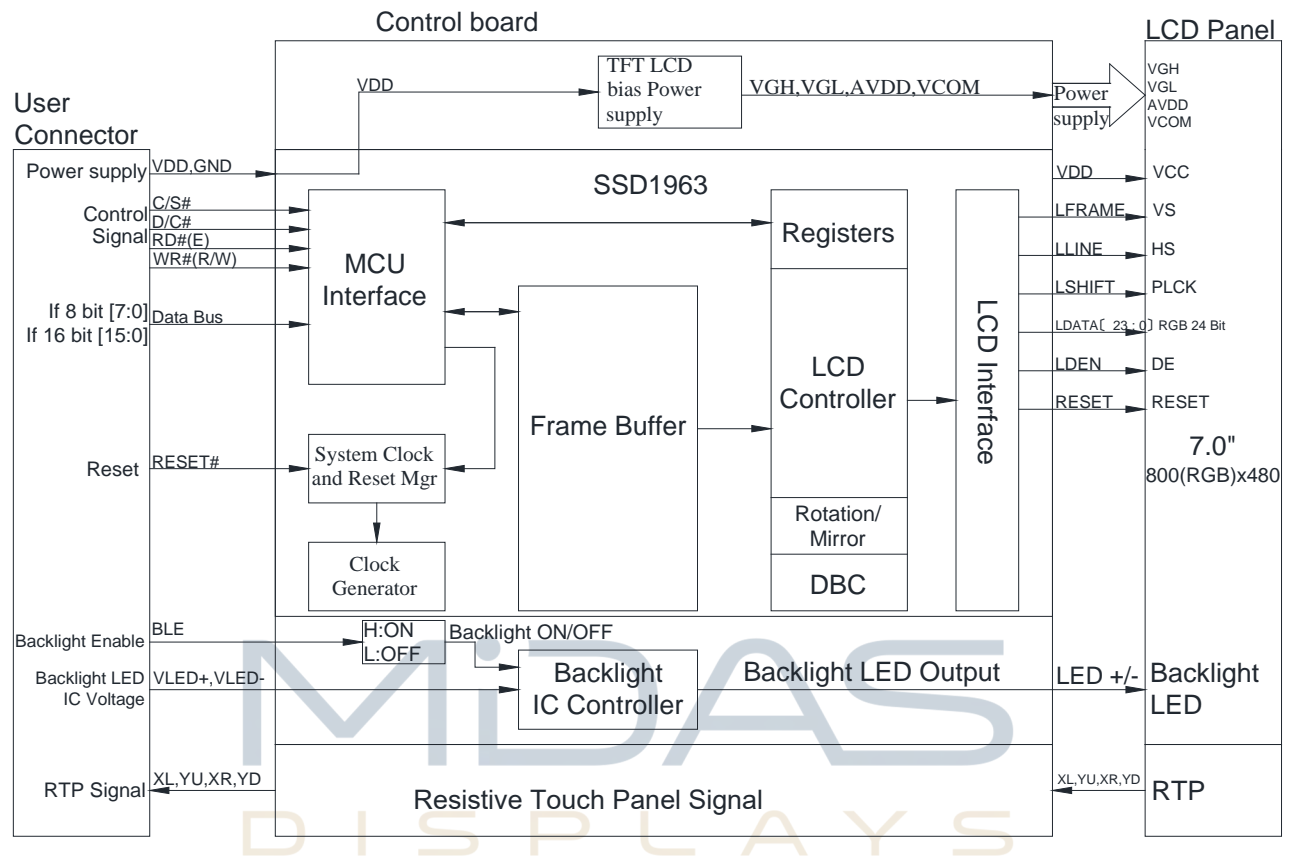 Control board
LCD Panel
User
Connector
TFT LCD
bias Power
supply
VDD
VGH,VGL,AVDD,VCOM
Power
supply
VGH
VGL
AVDD
VCOM
Power supply
VDD,GND
SSD1963
VDD
VCC
Control
Signal
C/S#
D/C#
RD#(E)
WR#(R/W)
MCU
Interface
Registers
LCD Interface
LFRAME
VS
LLINE
HS
LSHIFT
PLCK
LDATA〔 23 : 0〕
RGB 24 Bit
LDEN
DE
RESET
RESET
If 8 bit [7:0]
If 16 bit [15:0]
Data Bus
Frame Buffer
LCD
Controller
7.0"
800(RGB)x480
Reset
RESET#
System Clock
and Reset Mgr
Rotation/
Mirror
Clock
Generator
DBC
Backlight Enable
BLE
H:ON
L:OFF
Backlight ON/OFF
Backlight LED
IC Voltage
VLED+,VLED-
Backlight
IC Controller
Backlight LED Output
LED +/-
Backlight
LED
RTP Signal
XL,YU,XR,YD
Resistive Touch Panel Signal
XL,YU,XR,YD
RTP
MiDAS
DISPLAYS